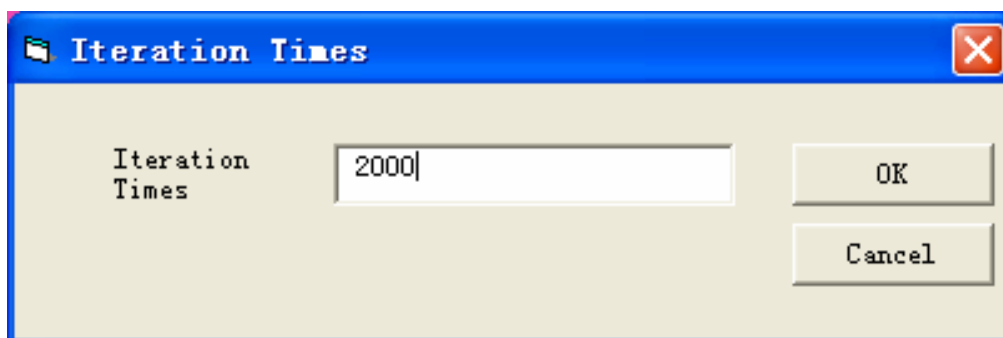 Iteration Times
Iteration
Times
2000
OK
Cancel